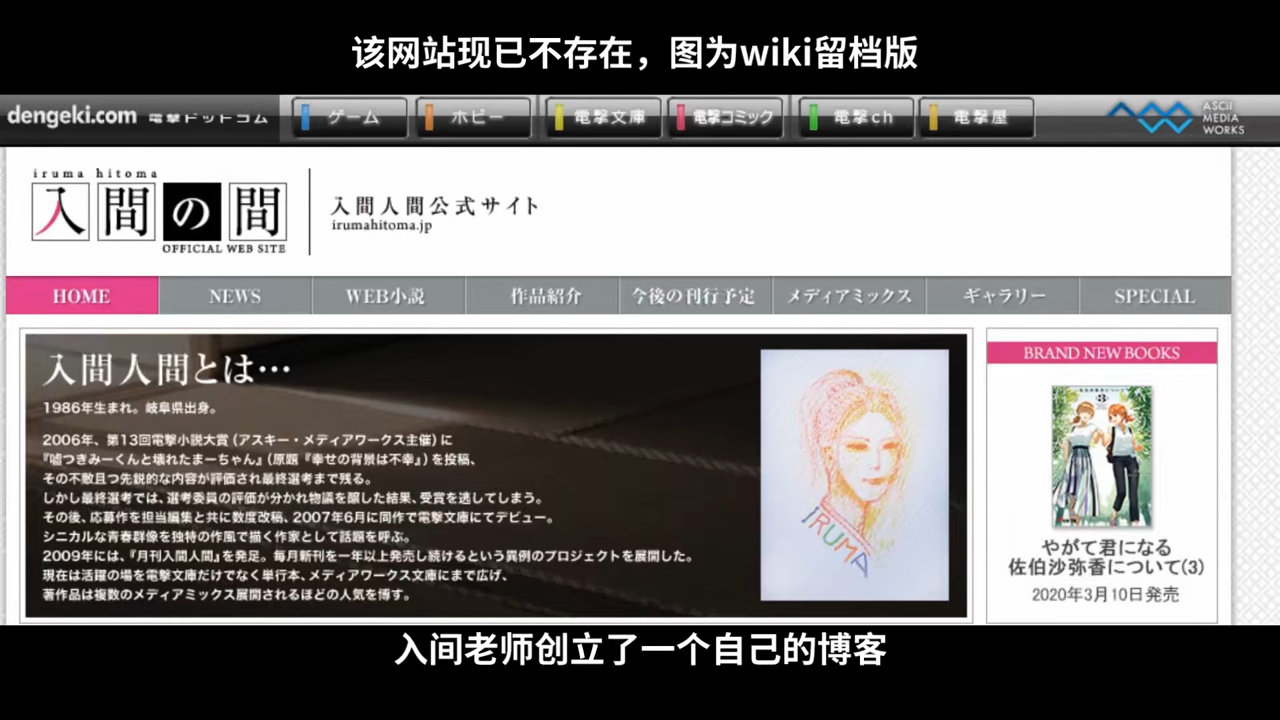 该网站现已不存在，图为wiki留档版
dengeki.com 電撃ドットコム
ゲーム
ホビー
電撃文庫
電撃コミック
電撃ch
電撃屋
ASCII
MEDIA
WORKS
iruma hitoma
入間の間
OFFICIAL WEB SITE
入間人間公式サイト
irumahitoma.jp
HOME
NEWS
WEB小説
作品紹介
今後の刊行予定
メディアミックス
ギャラリー
SPECIAL
入間人間とは…
1986年生まれ。岐阜県出身。
2006年、第13回電撃小説大賞（アスキー・メディアワークス主催）に
『嘘つきみーくんと壊れたまーちゃん』（原題『幸せの背景は不幸』）を投稿、
その不敵且つ先鋭的な内容が評価され最終選考まで残る。
しかし最終選考では、選考委員の評価が分かれ物議を醸した結果、受賞を逃してしまう。
その後、応募作を担当編集と共に数度改稿、2007年6月に同作で電撃文庫にてデビュー。
シニカルな青春群像を独特の作風で描く作家として話題を呼ぶ。
2009年には、『月刊入間人間』を発足。毎月新刊を一年以上発売し続けるという異例のプロジェクトを展開した。
現在は活躍の場を電撃文庫だけでなく単行本、メディアワークス文庫にまで広げ、
著作品は複数のメディアミックス展開されるほどの人気を博す。
IRUMA
BRAND NEW BOOKS
やがて君になる
佐伯沙弥香について(3)
2020年3月10日発売
入间老师创立了一个自己的博客